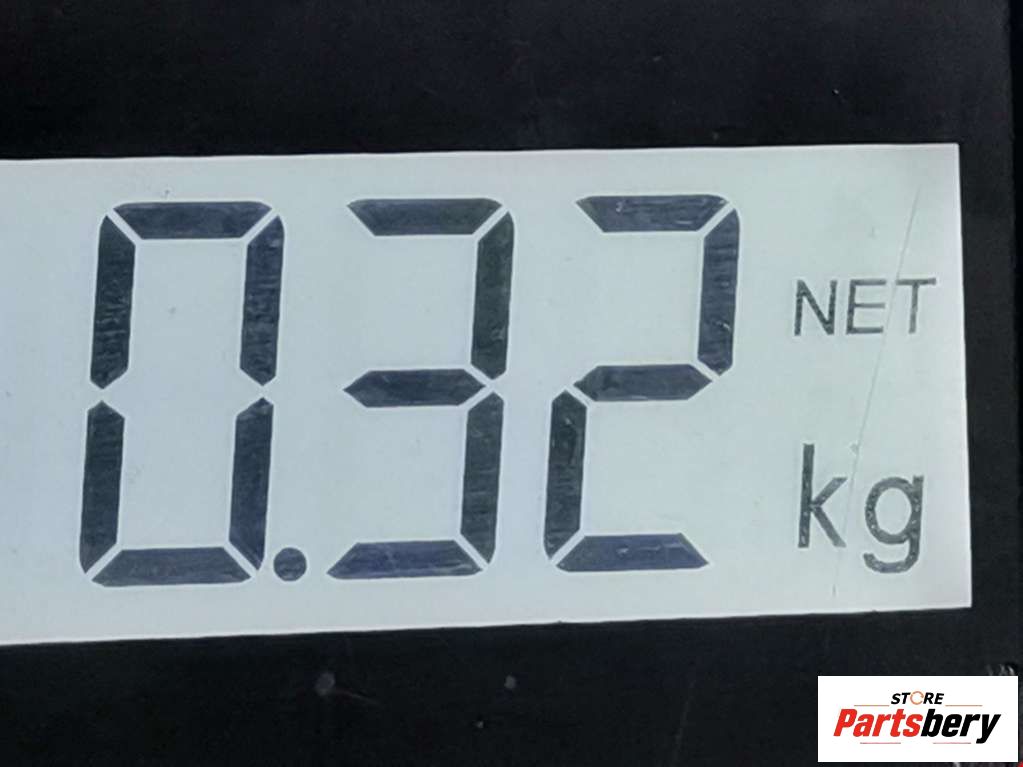 0.32
NET
kg
STORE
Partsbery